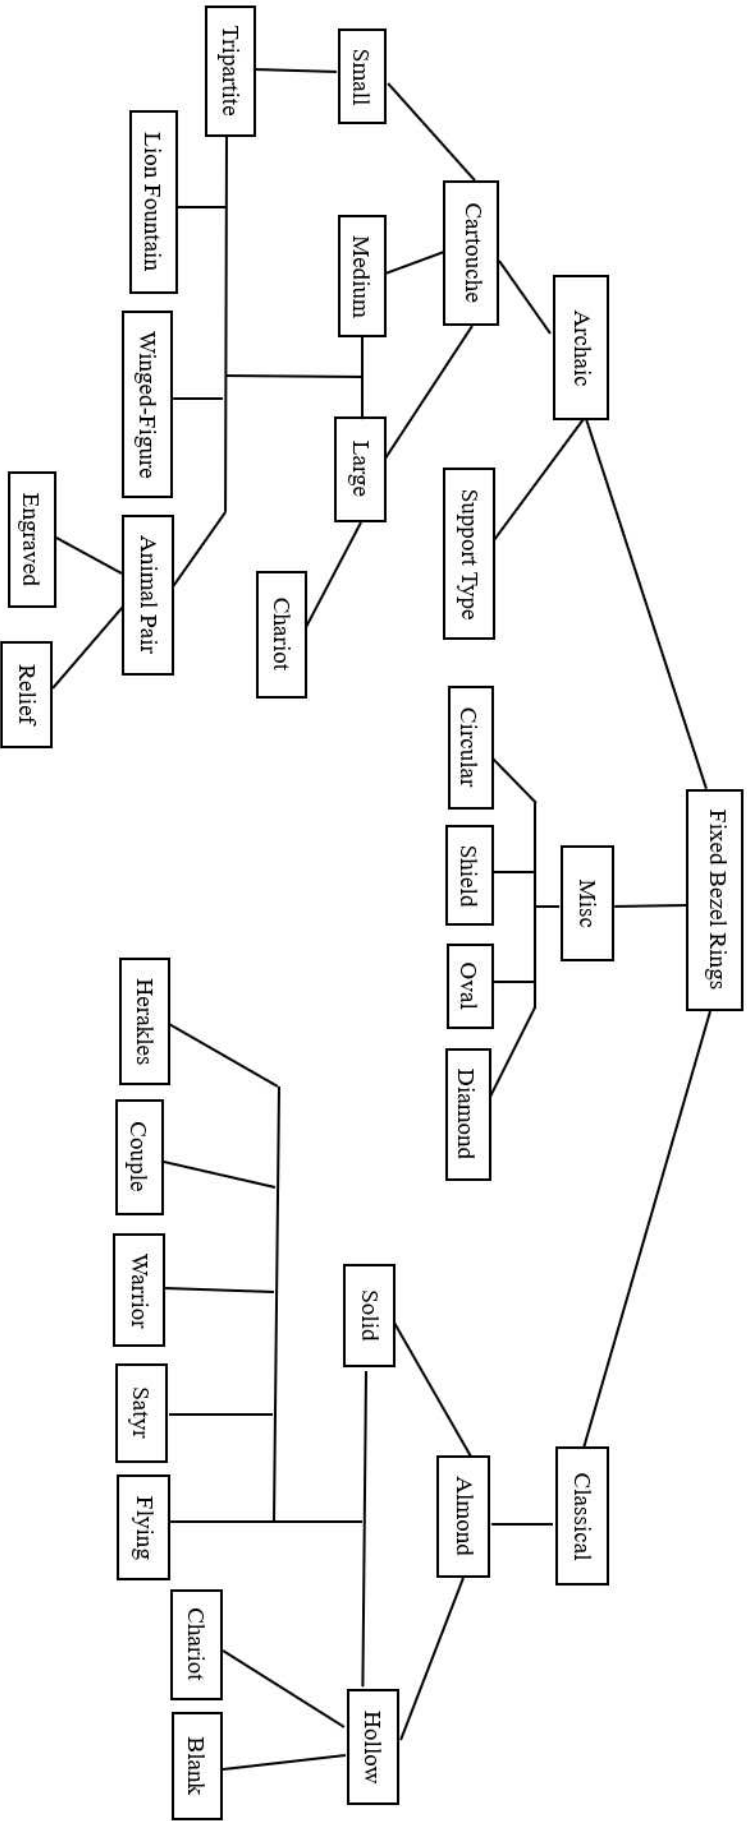 Fixed Bezel Rings
Archaic
Misc
Classical
Cartouche
Support Type
Circular
Shield
Oval
Diamond
Almond
Small
Medium
Large
Solid
Hollow
Chariot
Tripartite
Lion Fountain
Winged-Figure
Animal Pair
Engraved
Relief
Herakles
Couple
Warrior
Satyr
Flying
Chariot
Blank